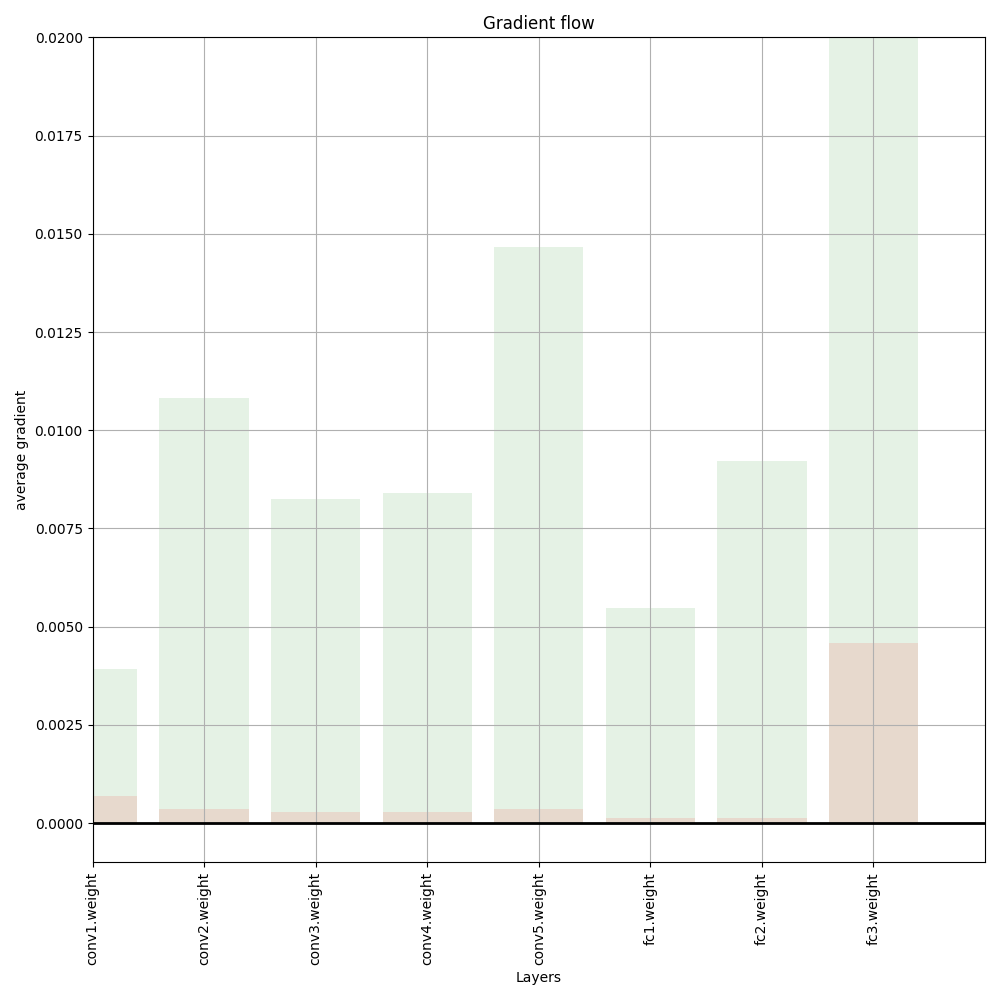 Gradient flow
0.0200
0.0175
0.0150
0.0125
0.0100
0.0075
0.0050
0.0025
0.0000
average gradient
conv1.weight
conv2.weight
conv3.weight
conv4.weight
conv5.weight
fc1.weight
fc2.weight
fc3.weight
Layers